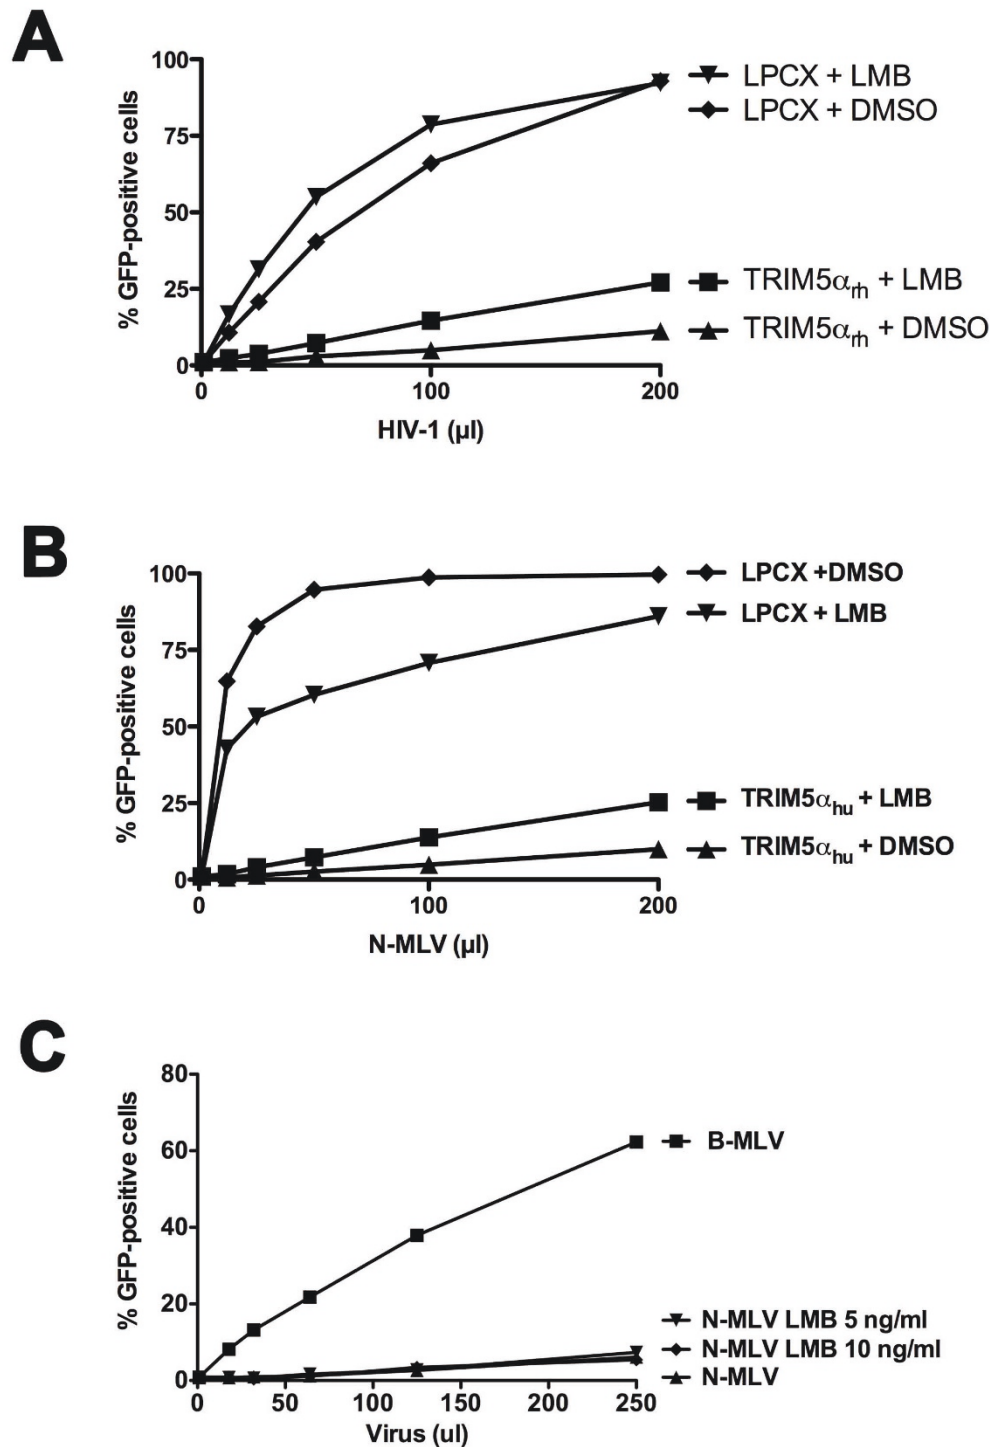 A
% GFP-positive cells
100
75
50
25
0
0 100 200
HIV-1 (µl)
LPCX + LMB
LPCX + DMSO
TRIM5αrh + LMB
TRIM5αrh + DMSO
B
% GFP-positive cells
100
75
50
25
0
0 100 200
N-MLV (µl)
LPCX +DMSO
LPCX + LMB
TRIM5αhu + LMB
TRIM5αhu + DMSO
C
% GFP-positive cells
80
60
40
20
0
0 50 100 150 200 250
Virus (ul)
B-MLV
N-MLV LMB 5 ng/ml
N-MLV LMB 10 ng/ml
N-MLV